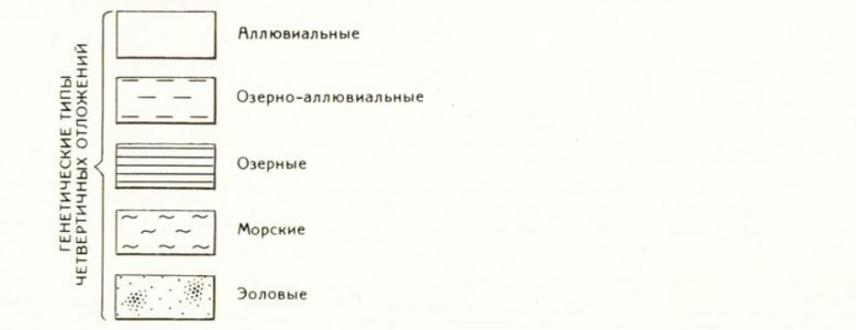 ГЕНЕТИЧЕСКИЕ ТИПЫ
ЧЕТВЕРТИЧНЫХ ОТЛОЖЕНИЙ
Аллювиальные
Озерно-аллювиальные
Озерные
Морские
Эоловые